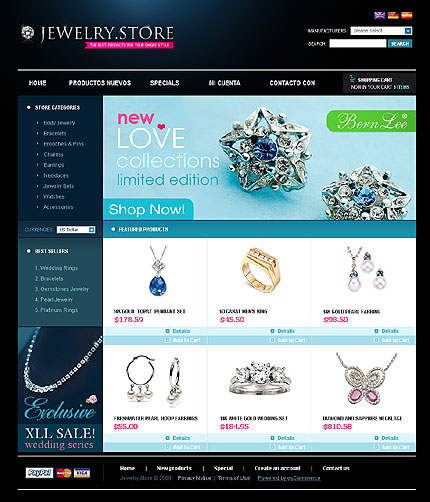 JEWELRY.STORE
THE BEST PRODUCTS FOR YOUR UNIQUE STYLE
MANUFACTURERS: please select
SEARCH: SEARCH
HOME PRODUCTOS NUEVOS SPECIALS MI CUENTA CONTACTO CON
SHOPPING CART
NOW IN YOUR CART 0 ITEMS
STORE CATEGORIES
Body Jewelry
Bracelets
Brooches & Pins
Charms
Earrings
Necklaces
Jewelry Sets
Watches
Accessories
new
LOVE
collections
limited edition
Shop Now!
Bern Lee®
CURRENCIES: US Dollar
FEATURED PRODUCTS
BEST SELLERS
1. Wedding Rings
2. Bracelets
3. Gemstones Jewelry
4. Pearl Jewelry
5. Platinum Rings
14K GOLD TOPAZ PENDANT SET
$178.59
Details
Add to Cart
1/3 CARAT MEN'S RING
$45.50
Details
Add to Cart
14K GOLD PEARL EARRING
$98.50
Details
Add to Cart
Exclusive
XLL SALE!
wedding series
FRESHWATER PEARL HOOP EARRINGS
$55.00
Details
Add to Cart
14K WHITE GOLD WEDDING SET
$184.95
Details
Add to Cart
DIAMOND AND SAPPHIRE NECKLACE
$810.58
Details
Add to Cart
PayPal MasterCard VISA
Home | New products | Special | Create an account | Contact us
Jewelry Store © 2009 Privacy Notice | Terms of Use Powered by osCommerce